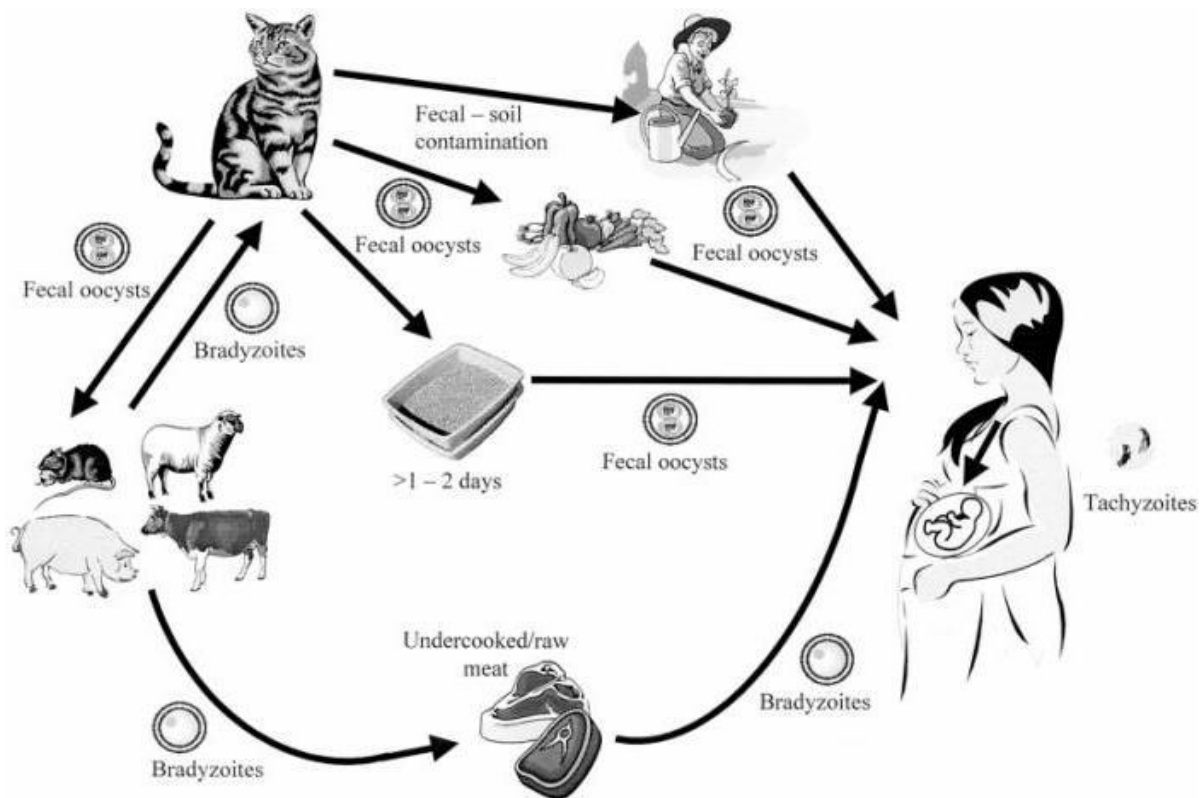 Fecal – soil
contamination
Fecal oocysts
Fecal oocysts
Fecal oocysts
Bradyzoites
Fecal oocysts
>1 – 2 days
Tachyzoites
Undercooked/raw
meat
Bradyzoites
Bradyzoites